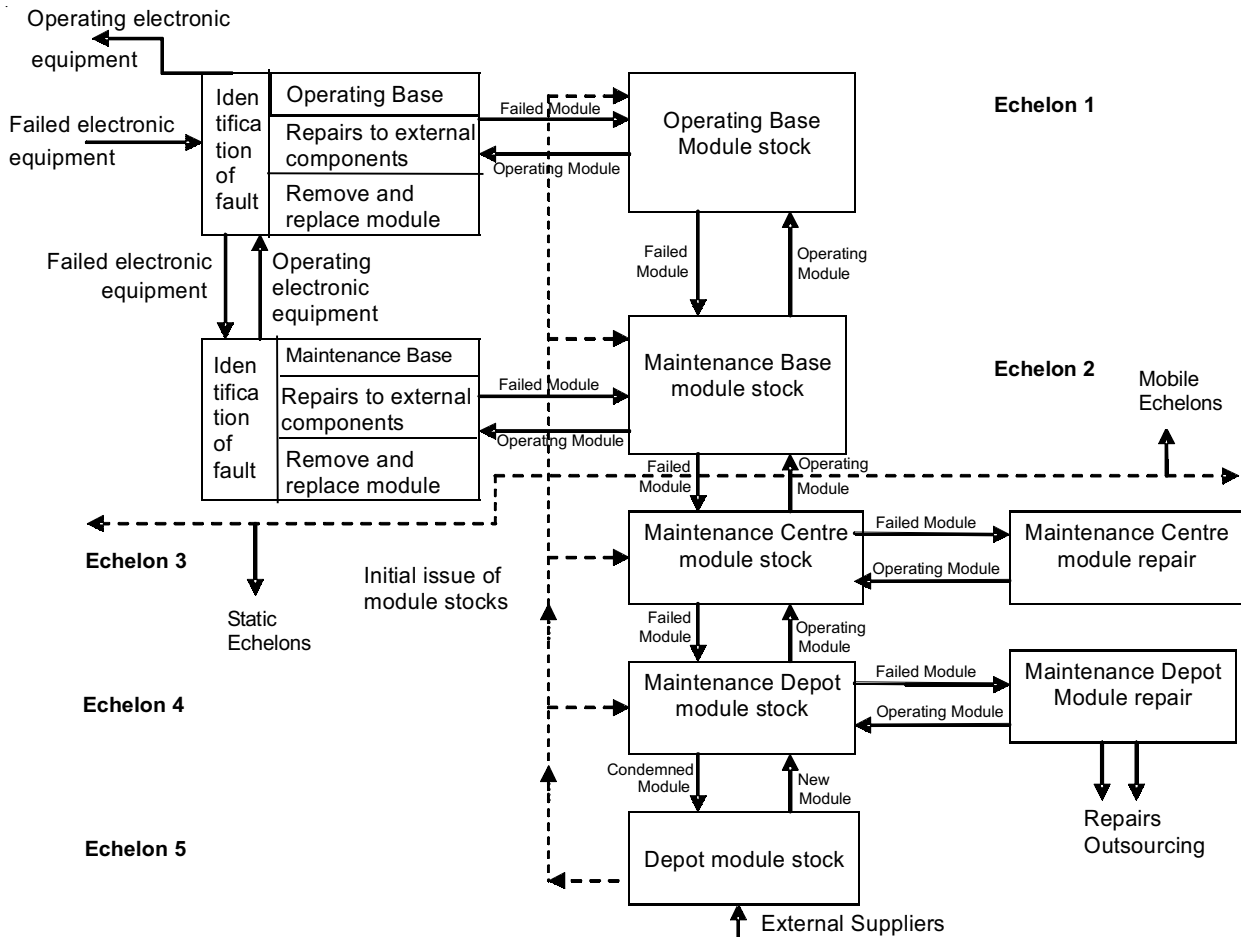 Operating electronic
equipment
Failed electronic
equipment
Iden
tifica
tion
of
fault
Operating Base
Repairs to external
components
Remove and
replace module
Failed Module
Operating Module
Operating Base
Module stock
Echelon 1
Failed electronic
equipment
Operating
electronic
equipment
Failed
Module
Operating
Module
Iden
tifica
tion
of
fault
Maintenance Base
Repairs to external
components
Remove and
replace module
Failed Module
Operating Module
Maintenance Base
module stock
Echelon 2
Mobile
Echelons
Failed
Module
Operating
Module
Echelon 3
Static
Echelons
Initial issue of
module stocks
Maintenance Centre
module stock
Failed Module
Operating Module
Maintenance Centre
module repair
Failed
Module
Operating
Module
Echelon 4
Maintenance Depot
module stock
Failed Module
Operating Module
Maintenance Depot
Module repair
Condemned
Module
New
Module
Repairs
Outsourcing
Echelon 5
Depot module stock
External Suppliers